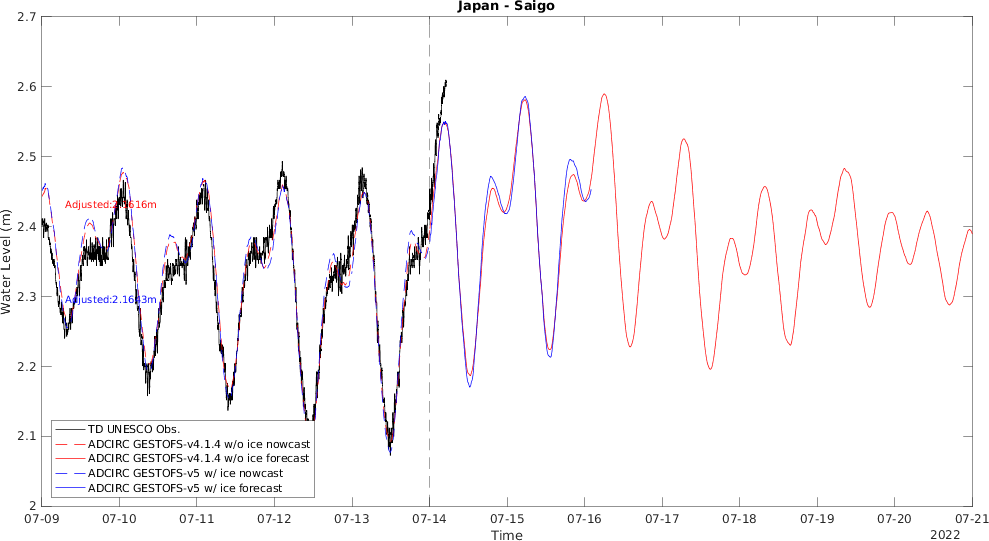 Japan - Saigo
2.7
2.6
2.5
2.4
2.3
2.2
2.1
2
Water Level (m)
Adjusted:
Adjusted:2.1643m
TD UNESCO Obs.
ADCIRC GESTOFS-v4.1.4 w/o ice nowcast
ADCIRC GESTOFS-v4.1.4 w/o ice forecast
ADCIRC GESTOFS-v5 w/ ice nowcast
ADCIRC GESTOFS-v5 w/ ice forecast
07-09 07-10 07-11 07-12 07-13 07-14 07-15 07-16 07-17 07-18 07-19 07-20 07-21
Time
2022